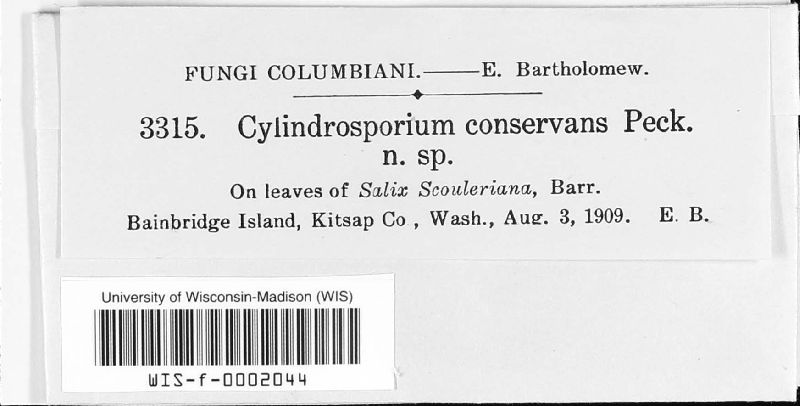 FUNGI COLUMBIANI.——E. Bartholomew.
3315. Cylindrosporium conservans Peck.
n. sp.
On leaves of Salix Scouleriana, Barr.
Bainbridge Island, Kitsap Co , Wash., Aug. 3, 1909. E. B.
University of Wisconsin-Madison (WIS)
WIS-f-0002044